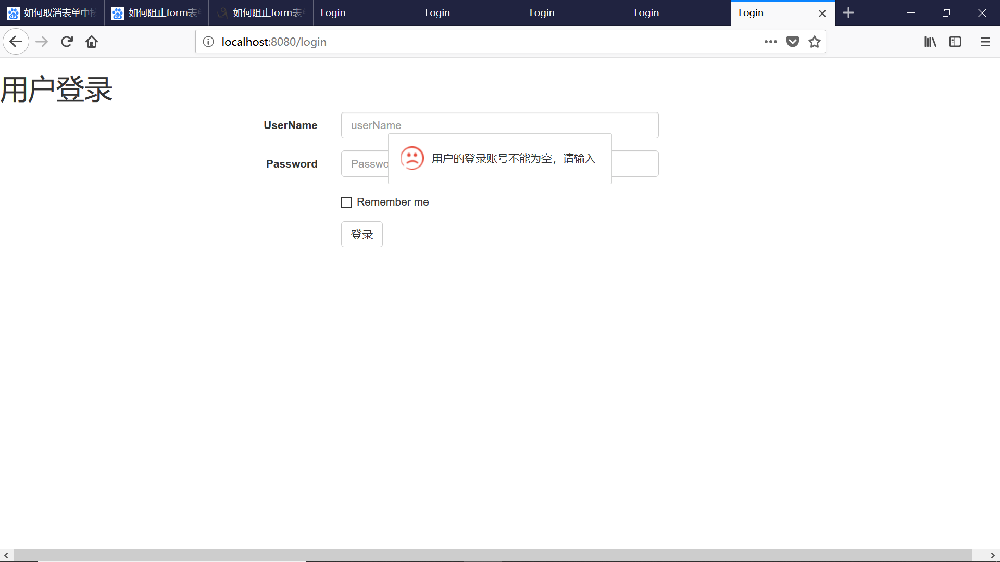 如何取消表单中
如何阻止form表单
如何阻止form表单
Login
Login
Login
Login
Login
localhost:8080/login
用户登录
UserName
userName
用户的登录账号不能为空，请输入
Password
Passwo
Remember me
登录